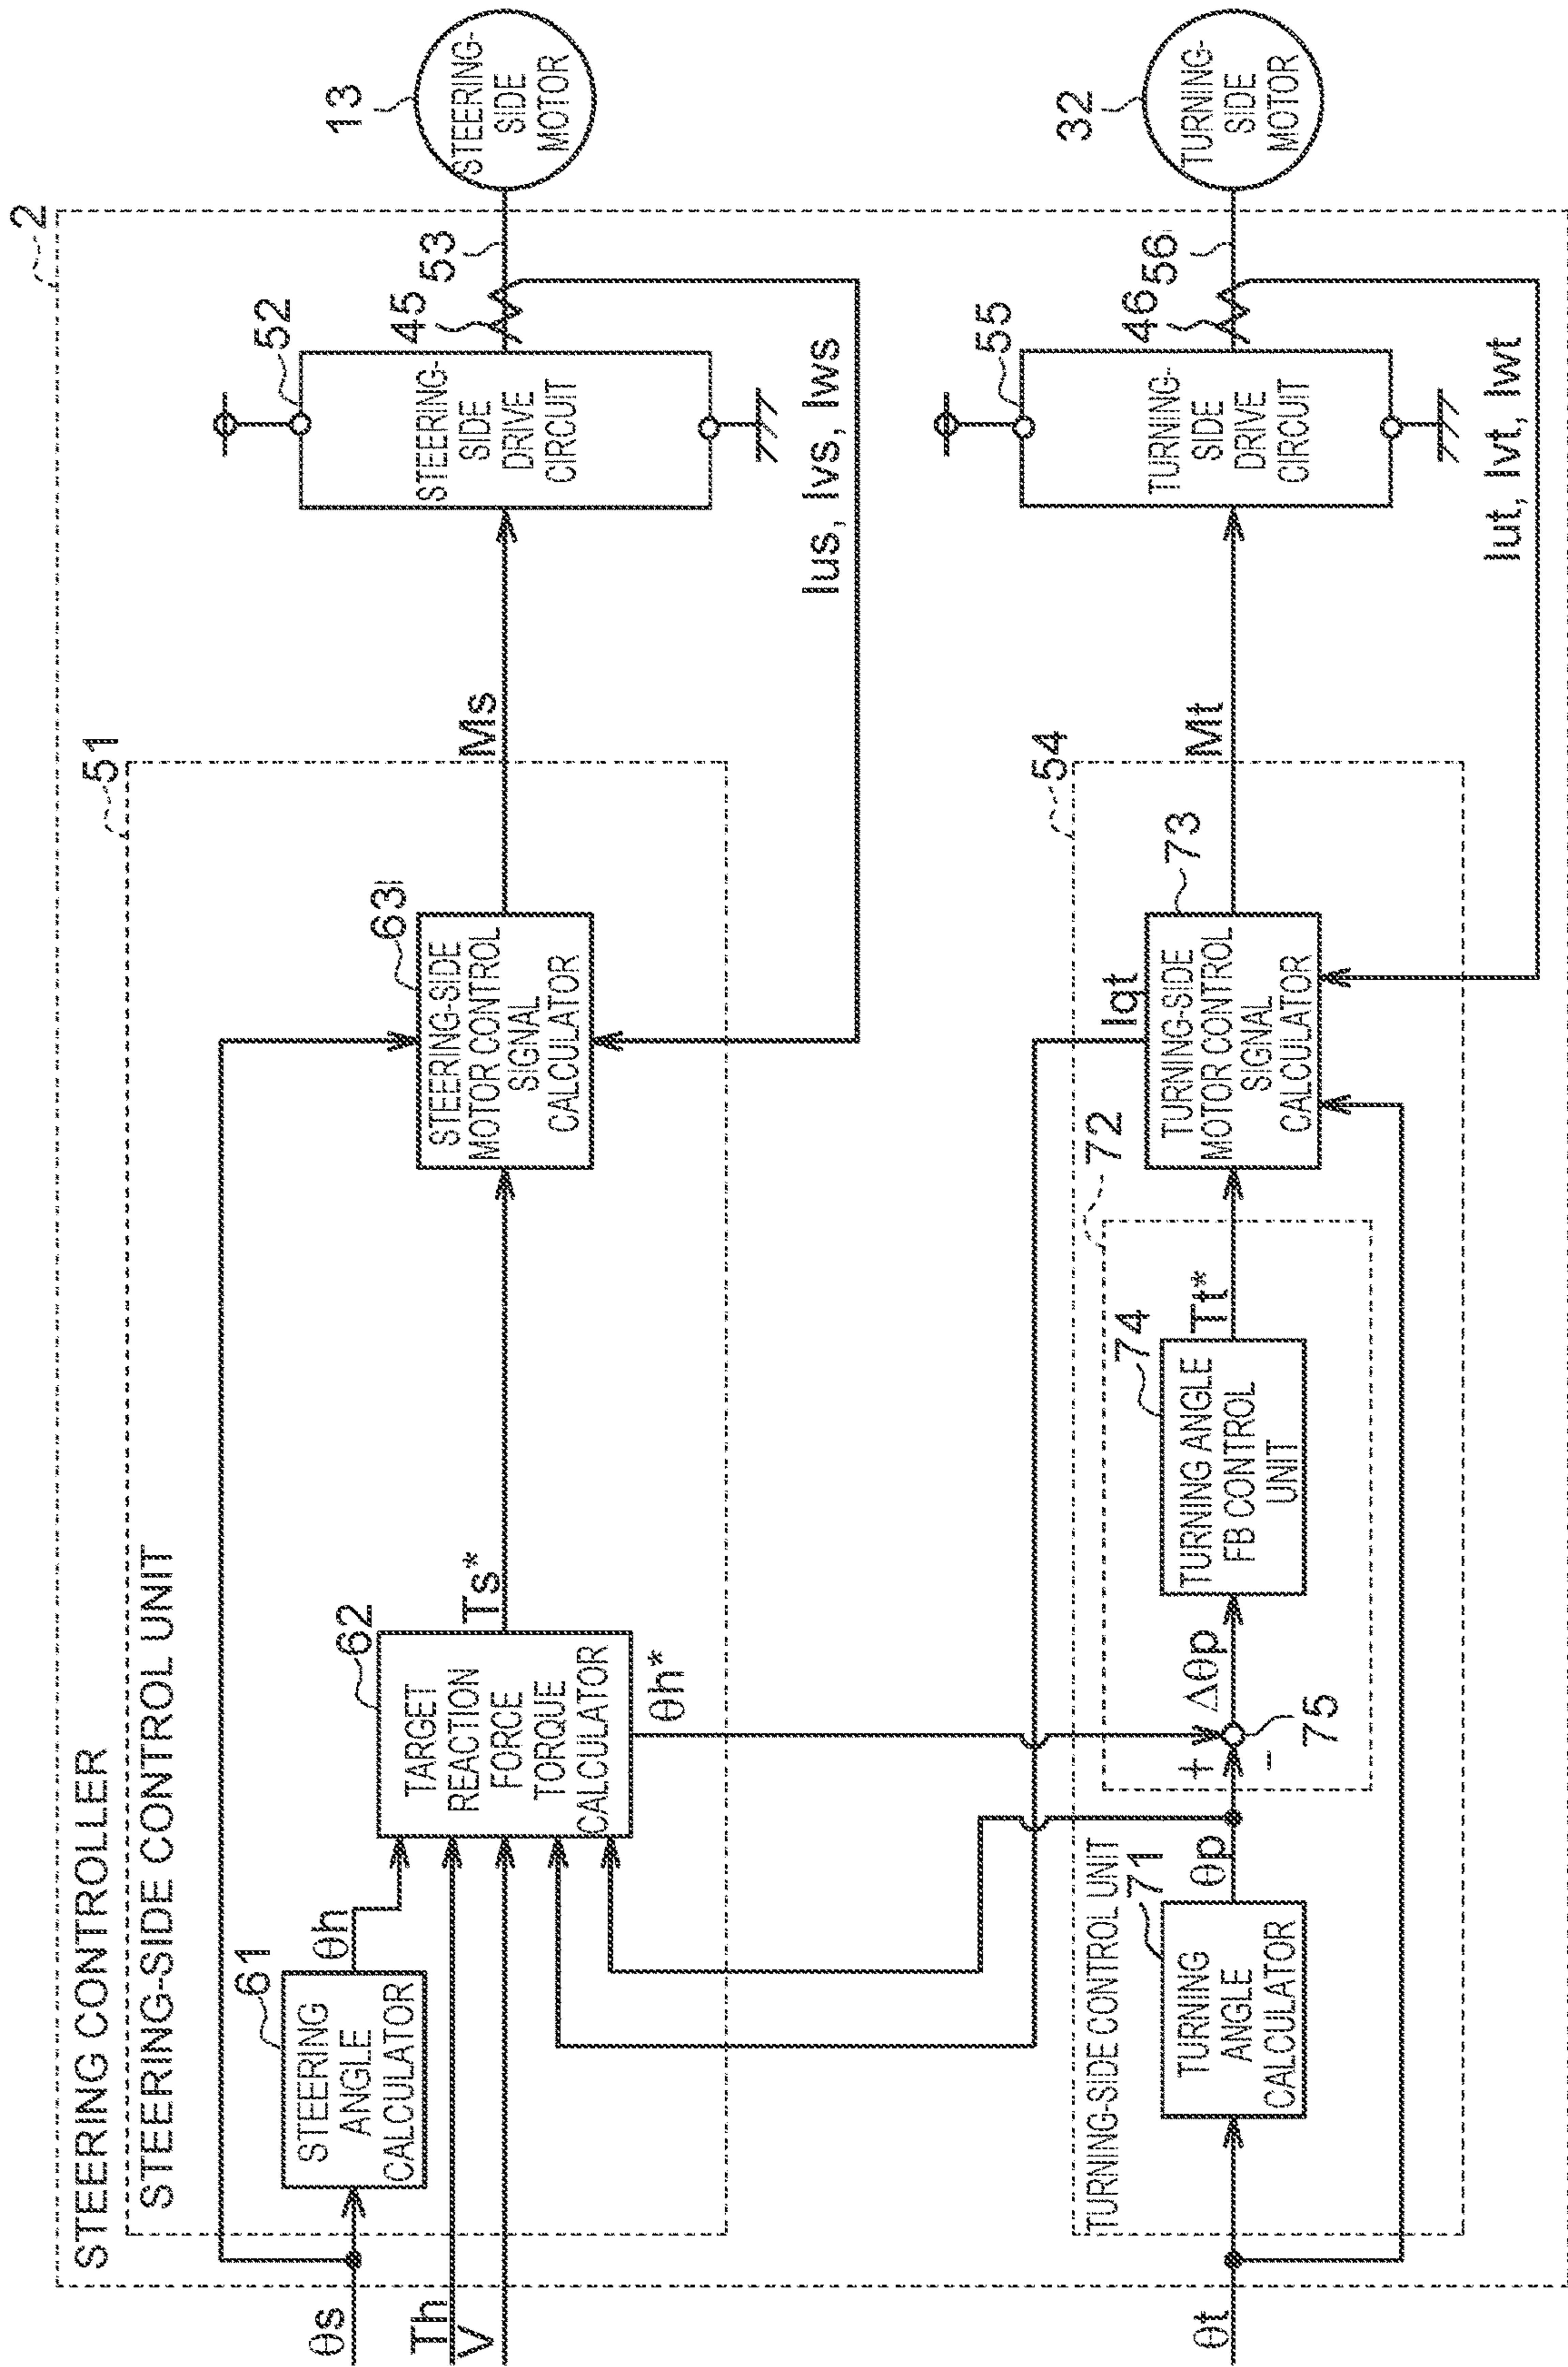 2
STEERING CONTROLLER
51
STEERING-SIDE CONTROL UNIT
θs
61
STEERING
ANGLE
CALCULATOR
θh
Th
V
62
TARGET
REACTION
FORCE
TORQUE
CALCULATOR
Ts*
θh*
63
STEERING-SIDE
MOTOR CONTROL
SIGNAL
CALCULATOR
Ms
52
STEERING-
SIDE
DRIVE
CIRCUIT
45
53
Ius, Ivs, Iws
13
STEERING-
SIDE
MOTOR
54
TURNING-SIDE CONTROL UNIT
θt
71
TURNING
ANGLE
CALCULATOR
θp
72
+
-
75
Δθp
74
TURNING ANGLE
FB CONTROL
UNIT
Tt*
Iqt
73
TURNING-SIDE
MOTOR CONTROL
SIGNAL
CALCULATOR
Mt
55
TURNING-
SIDE
DRIVE
CIRCUIT
46
56
Iut, Ivt, Iwt
32
TURNING-
SIDE
MOTOR